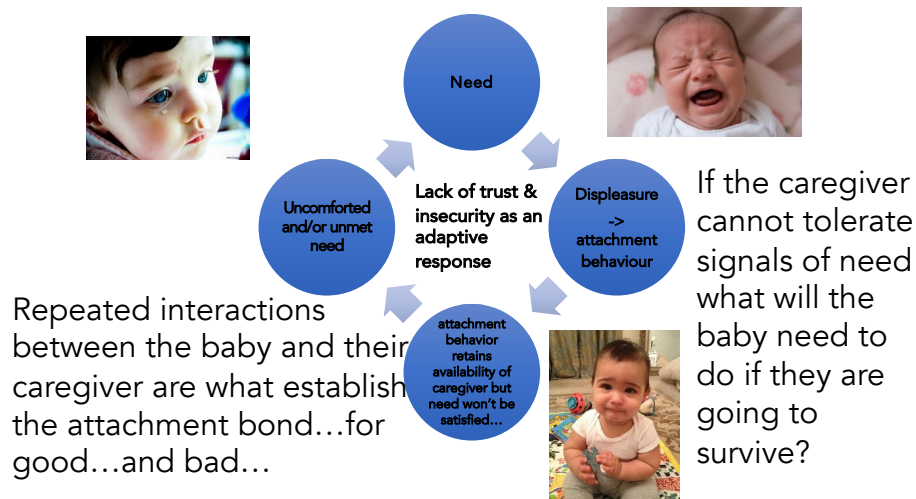 Need
Displeasure
->
attachment
behaviour
attachment
behavior
retains
availability of
caregiver but
need won't be
satisfied...
Uncomforted
and/or unmet
need
Lack of trust &
insecurity as an
adaptive
response
If the caregiver
cannot tolerate
signals of need
what will the
baby need to
do if they are
going to
survive?
Repeated interactions
between the baby and their
caregiver are what establish
the attachment bond...for
good...and bad...